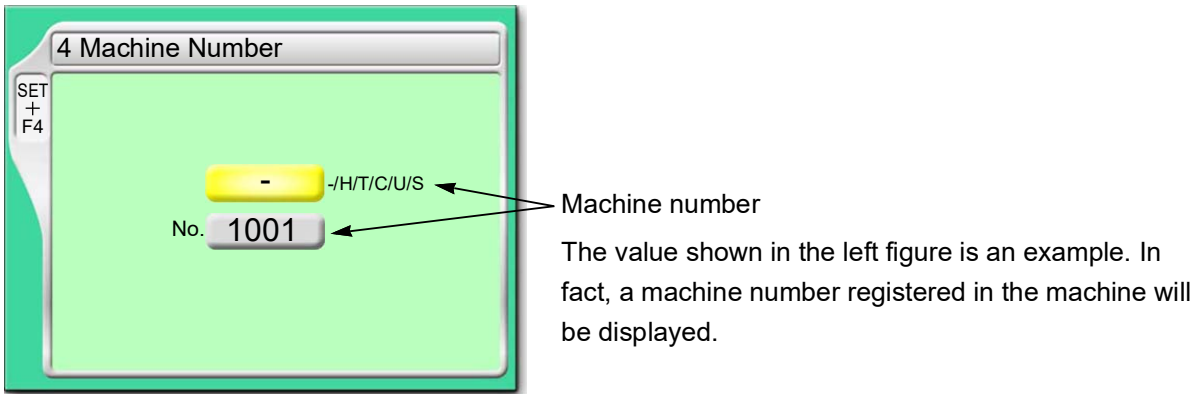 4 Machine Number
SET
+
F4
- -/H/T/C/U/S
No. 1001
Machine number
The value shown in the left figure is an example. In
fact, a machine number registered in the machine will
be displayed.